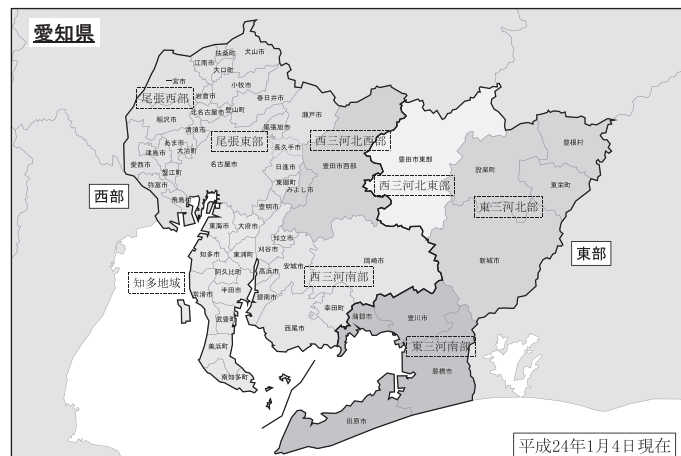 愛知県
扶桑町
犬山市
江南市
大口町
一宮市
小牧市
岩倉市
尾張西部
春日井市
北名古屋市
豊山町
稲沢市
瀬戸市
清須市
尾張旭市
尾張東部
西三河北西部
あま市
長久手市
津島市
大治町
名古屋市
愛西市
蟹江町
日進市
豊田市西部
豊田市東部
設楽町
豊根村
東郷町
みよし市
弥富市
西三河北東部
東栄町
飛島村
豊明市
東三河北部
西部
東海市
大府市
知立市
東部
知多市
東浦町
刈谷市
岡崎市
新城市
阿久比町
高浜市
安城市
西三河南部
知多地域
常滑市
半田市
碧南市
幸田町
武豊町
西尾市
蒲郡市
豊川市
美浜町
東三河南部
南知多町
豊橋市
田原市
平成24年1月4日現在